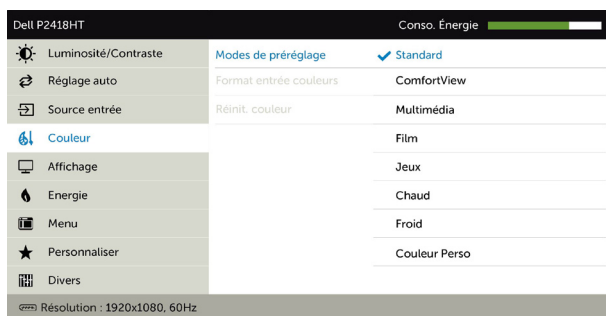 Dell P2418HT Conso. Énergie
Luminosité/Contraste Modes de préréglage Standard
Réglage auto Format entrée couleurs ComfortView
Source entrée Réinit. couleur Multimédia
Couleur Film
Affichage Jeux
Energie Chaud
Menu Froid
Personnaliser Couleur Perso
Divers
Résolution : 1920x1080, 60Hz